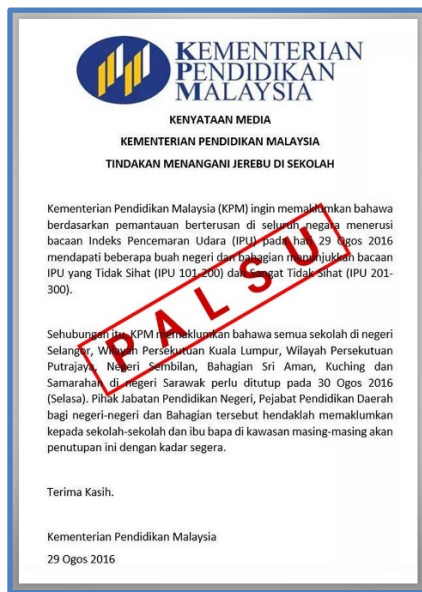 KEMENTERIAN
PENDIDIKAN
MALAYSIA
KENYATAAN MEDIA
KEMENTERIAN PENDIDIKAN MALAYSIA
TINDAKAN MENANGANI JEREBU DI SEKOLAH
Kementerian Pendidikan Malaysia (KPM) ingin memaklumkan bahawa
berdasarkan pemantauan berterusan di seluruh negara menerusi
bacaan Indeks Pencemaran Udara (IPU) pada hari 29 Ogos 2016
mendapati beberapa buah negeri dan bahagian menunjukkan bacaan
IPU yang Tidak Sihat (IPU 101-200) dan Sangat Tidak Sihat (IPU 201-
300).
PALSU
Sehubungan itu, KPM memaklumkan bahawa semua sekolah di negeri
Selangor, Wilayah Persekutuan Kuala Lumpur, Wilayah Persekutuan
Putrajaya, Negeri Sembilan, Bahagian Sri Aman, Kuching dan
Samarahan di negeri Sarawak perlu ditutup pada 30 Ogos 2016
(Selasa). Pihak Jabatan Pendidikan Negeri, Pejabat Pendidikan Daerah
bagi negeri-negeri dan Bahagian tersebut hendaklah memaklumkan
kepada sekolah-sekolah dan ibu bapa di kawasan masing-masing akan
penutupan ini dengan kadar segera.
Terima Kasih.
Kementerian Pendidikan Malaysia
29 Ogos 2016